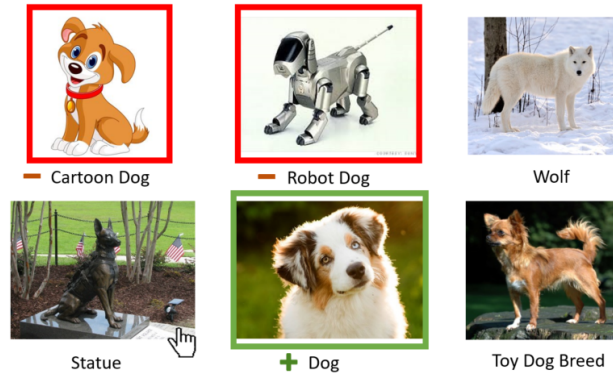 − Cartoon Dog
− Robot Dog
Wolf
Statue
+ Dog
Toy Dog Breed